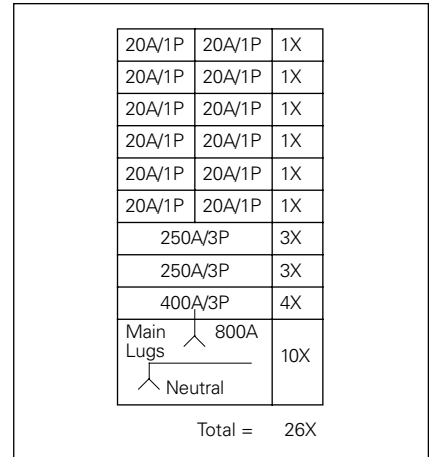 20A/1P 20A/1P 1X
20A/1P 20A/1P 1X
20A/1P 20A/1P 1X
20A/1P 20A/1P 1X
20A/1P 20A/1P 1X
20A/1P 20A/1P 1X
250A/3P 3X
250A/3P 3X
400A/3P 4X
Main 800A
Lugs
10X
Neutral
Total = 26X